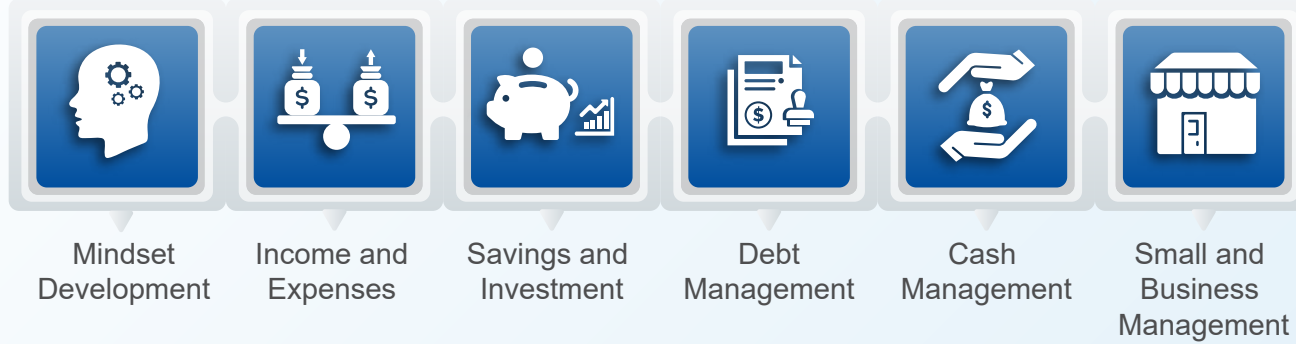 $ $
$
$
Mindset
Development
Income and
Expenses
Savings and
Investment
Debt
Management
Cash
Management
Small and
Business
Management